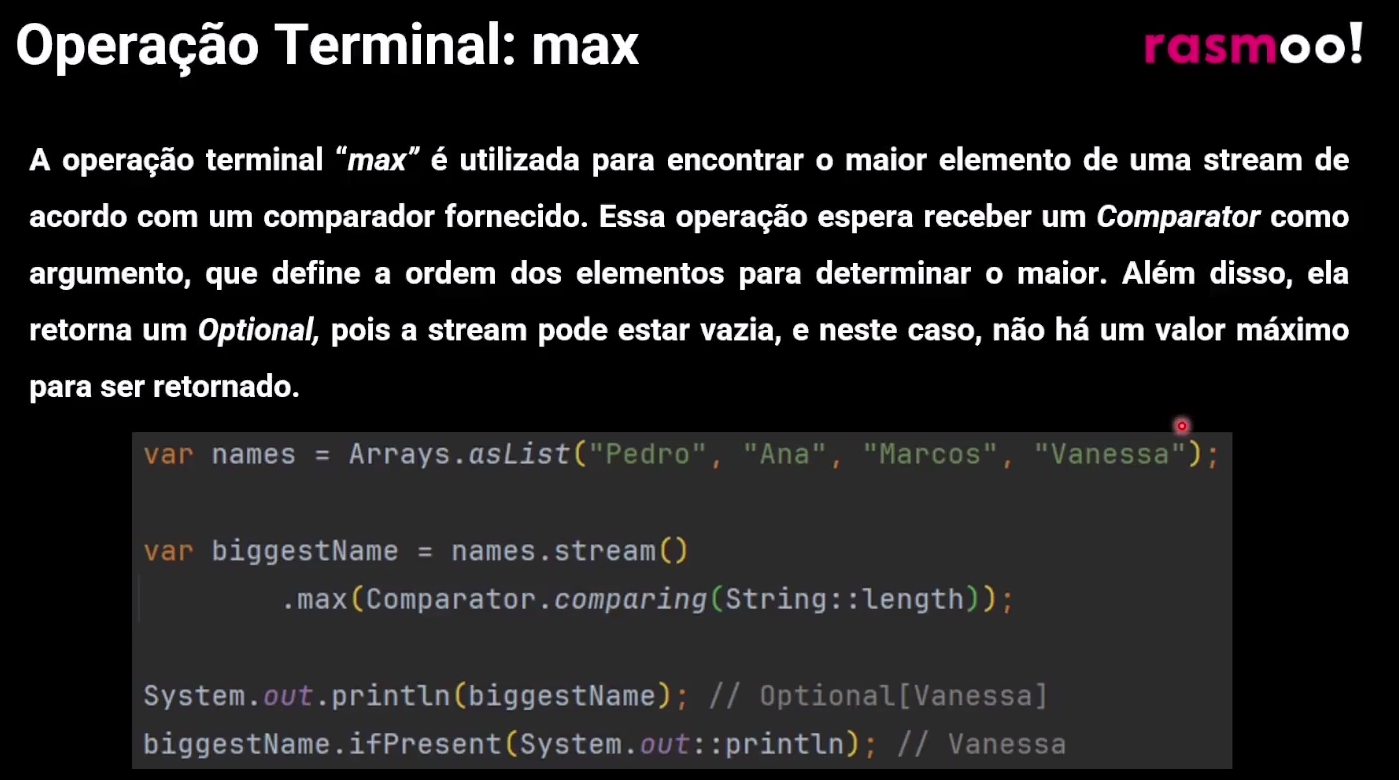 Operação Terminal: max
rasmoo!
A operação terminal “max” é utilizada para encontrar o maior elemento de uma stream de
acordo com um comparador fornecido. Essa operação espera receber um Comparator como
argumento, que define a ordem dos elementos para determinar o maior. Além disso, ela
retorna um Optional, pois a stream pode estar vazia, e neste caso, não há um valor máximo
para ser retornado.
var names = Arrays.asList("Pedro", "Ana", "Marcos", "Vanessa");
var biggestName = names.stream()
.max(Comparator.comparing(String::length));
System.out.println(biggestName); // Optional[Vanessa]
biggestName.ifPresent(System.out::println); // Vanessa